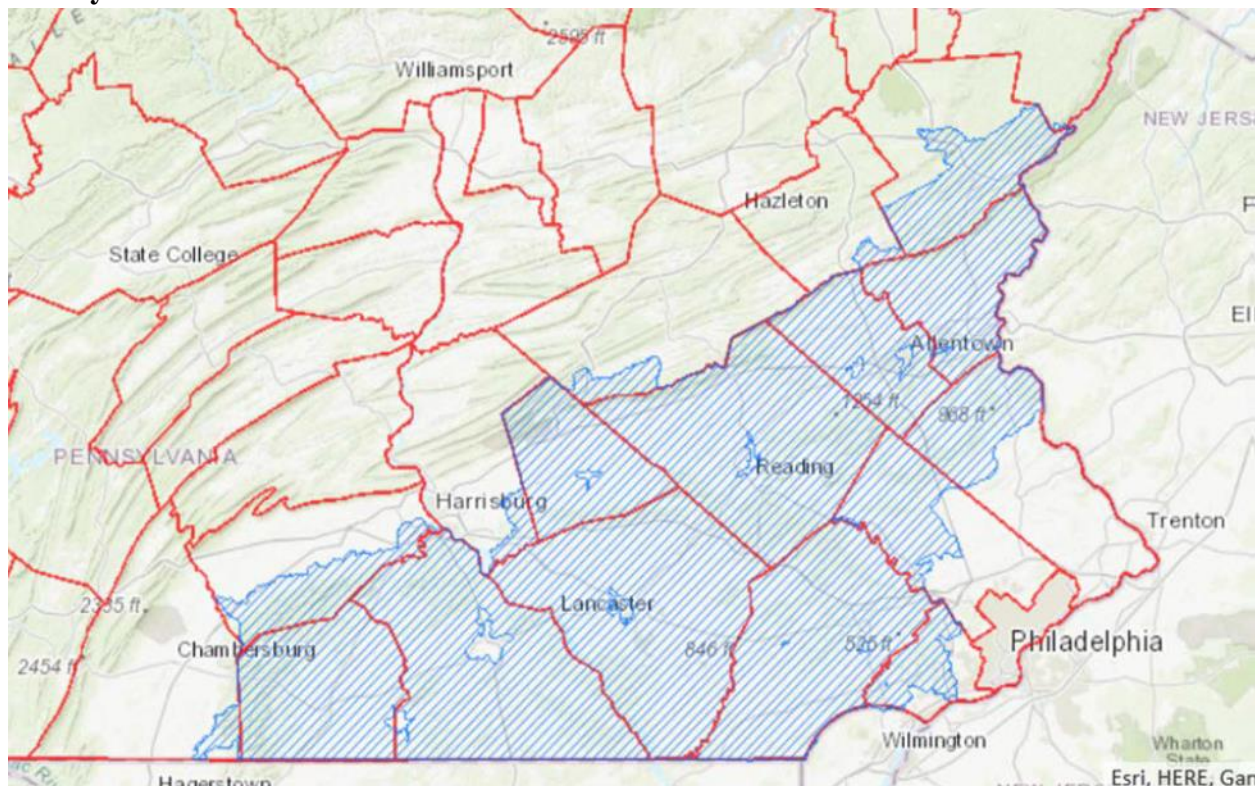 2595 ft
Williamsport
NEW JERS
Hazleton
State College
Allentown
1254 ft
868 ft
PENNSYLVANIA
Reading
Harrisburg
Trenton
2335 ft
Lancaster
Chambersburg
846 ft
525 ft
Philadelphia
2454 f
Wilmington
Wharton
State
Hagerstown
Esri, HERE, Gar